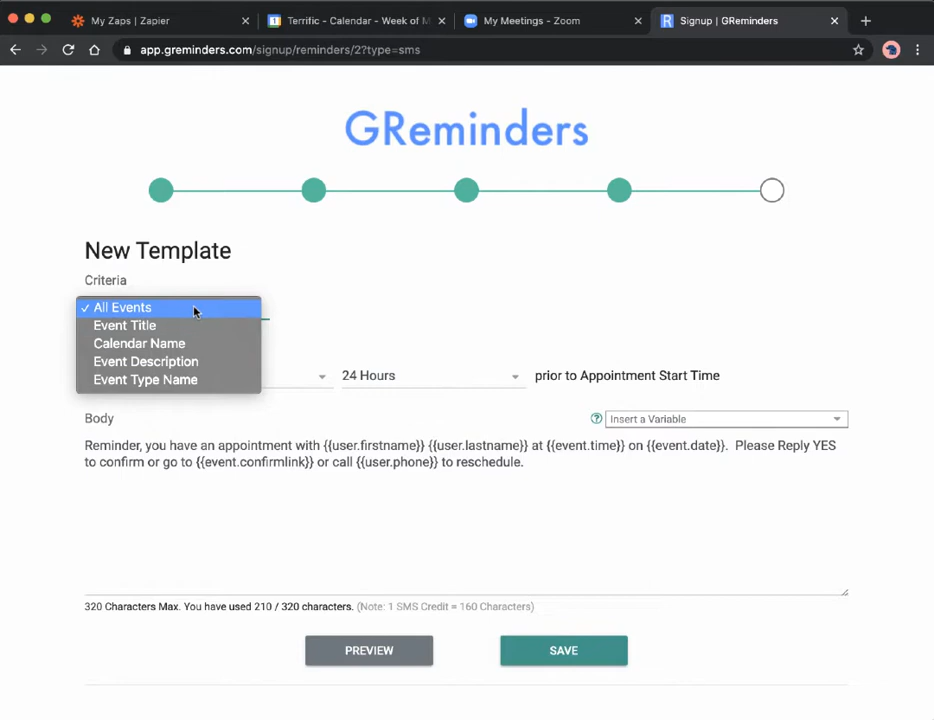 My Zaps | Zapier
Terrific - Calendar - Week of M
My Meetings - Zoom
Signup | GReminders
app.greminders.com/signup/reminders/2?type=sms
GReminders
New Template
Criteria
✓ All Events
Event Title
Calendar Name
Event Description
Event Type Name
24 Hours
prior to Appointment Start Time
Body
Insert a Variable
Reminder, you have an appointment with {{user.firstname}} {{user.lastname}} at {{event.time}} on {{event.date}}.  Please Reply YES
to confirm or go to {{event.confirmlink}} or call {{user.phone}} to reschedule.
320 Characters Max. You have used 210 / 320 characters. (Note: 1 SMS Credit = 160 Characters)
PREVIEW
SAVE